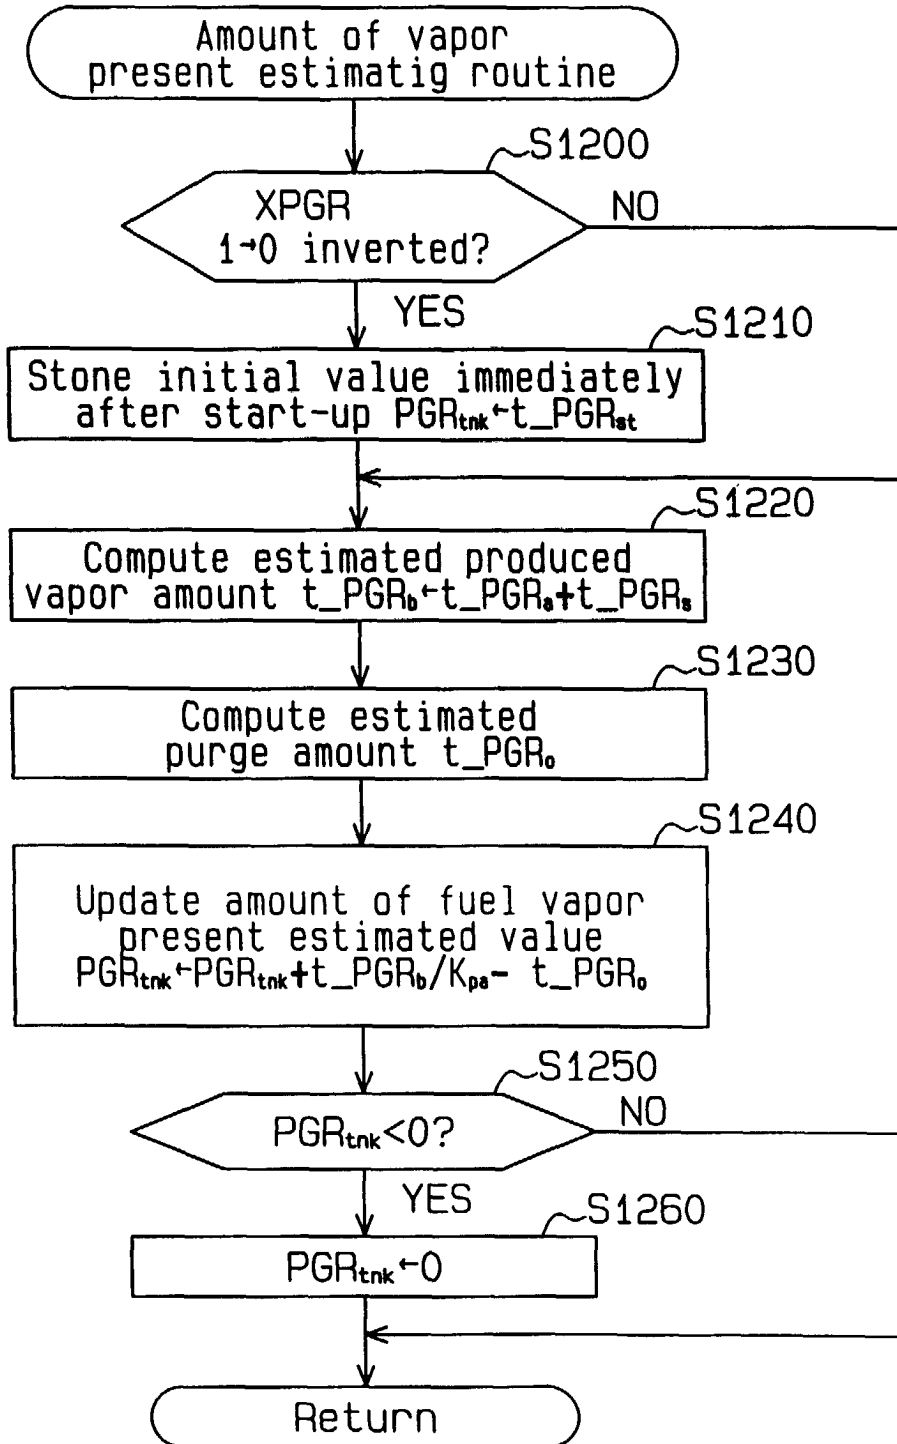 Amount of vapor
present estimatig routine
S1200
XPGR
1→0 inverted?
NO
YES
S1210
Stone initial value immediately
after start-up PGRtnk←t_PGRst
S1220
Compute estimated produced
vapor amount t_PGRb←t_PGRa+t_PGRs
S1230
Compute estimated
purge amount t_PGRo
S1240
Update amount of fuel vapor
present estimated value
PGRtnk←PGRtnk+t_PGRb/Kpa- t_PGRo
S1250
PGRtnk<0?
NO
YES
S1260
PGRtnk←0
Return